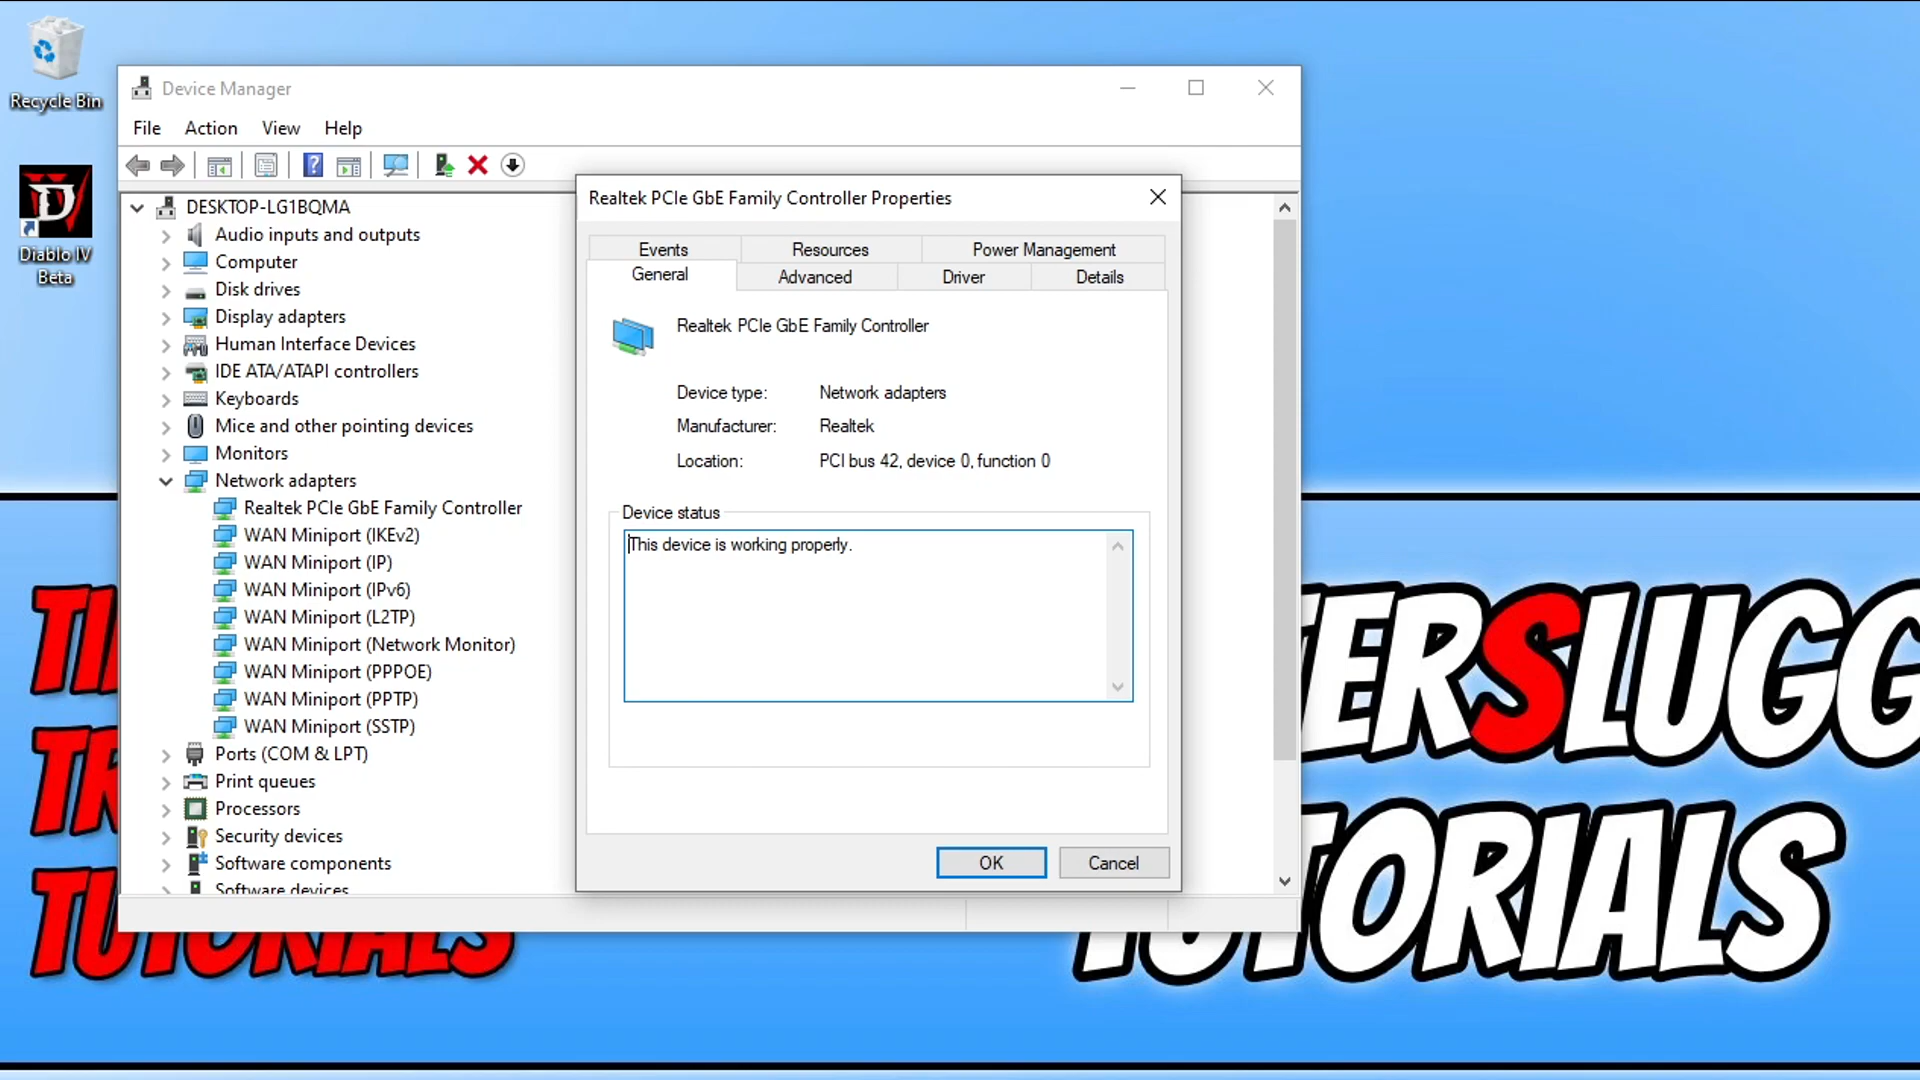 Recycle Bin
Diablo IV
Beta
Device Manager
File Action View Help
DESKTOP-LG1BQMA
Audio inputs and outputs
Computer
Disk drives
Display adapters
Human Interface Devices
IDE ATA/ATAPI controllers
Keyboards
Mice and other pointing devices
Monitors
Network adapters
Realtek PCIe GbE Family Controller
WAN Miniport (IKEv2)
WAN Miniport (IP)
WAN Miniport (IPv6)
WAN Miniport (L2TP)
WAN Miniport (Network Monitor)
WAN Miniport (PPPOE)
WAN Miniport (PPTP)
WAN Miniport (SSTP)
Ports (COM & LPT)
Print queues
Processors
Security devices
Software components
Software devices
Realtek PCIe GbE Family Controller Properties
Events Resources Power Management
General Advanced Driver Details
Realtek PCIe GbE Family Controller
Device type: Network adapters
Manufacturer: Realtek
Location: PCI bus 42, device 0, function 0
Device status
This device is working properly.
OK Cancel
TUTORIALS
ERSLUGG
TUTORIALS